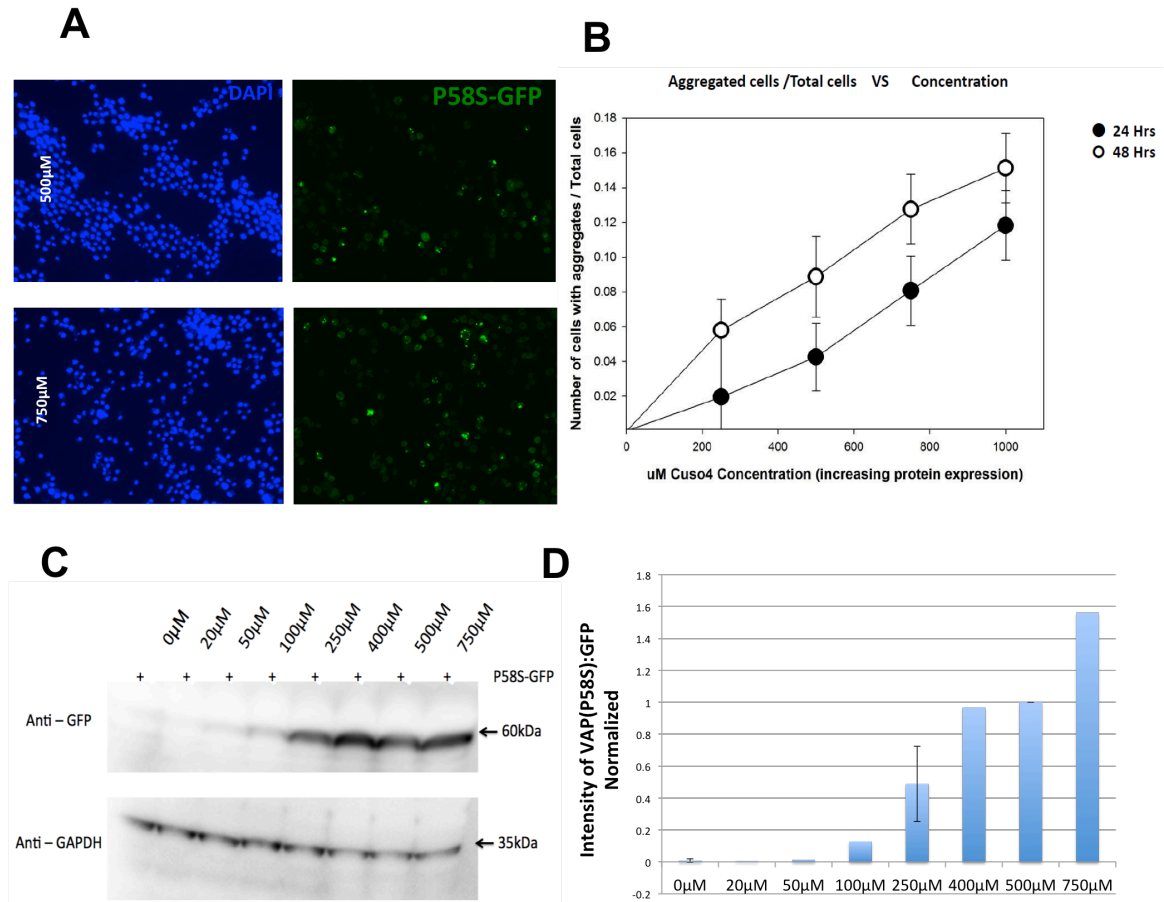 A
DAPI
P58S-GFP
500µM
750µM
B
Aggregated cells /Total cells VS Concentration
24 Hrs
48 Hrs
Number of cells with aggregates / Total cells
0.18
0.16
0.14
0.12
0.10
0.08
0.06
0.04
0.02
0 200 400 600 800 1000
uM Cuso4 Concentration (increasing protein expression)
C
0µM 20µM 50µM 100µM 250µM 400µM 500µM 750µM
+ + + + + + + + P58S-GFP
Anti – GFP
60kDa
Anti – GAPDH
35kDa
D
Intensity of VAP(P58S):GFP
Normalized
1.8
1.6
1.4
1.2
1
0.8
0.6
0.4
0.2
0
-0.2
0µM 20µM 50µM 100µM 250µM 400µM 500µM 750µM